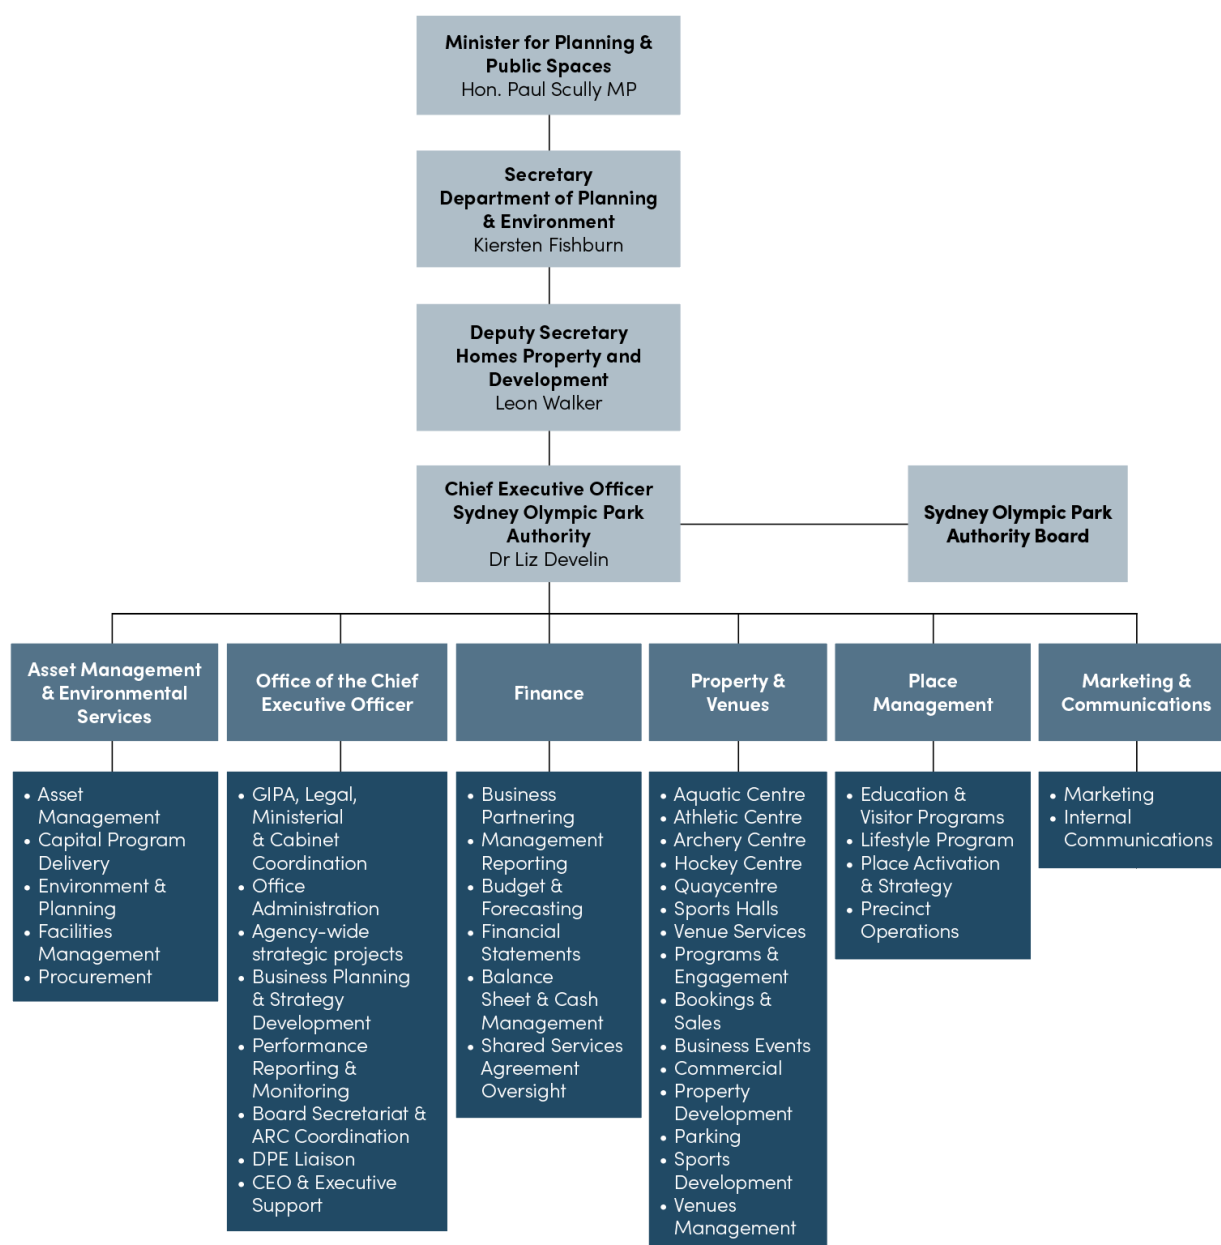 Minister for Planning &
Public Spaces
Hon. Paul Scully MP
Secretary
Department of Planning
& Environment
Kiersten Fishburn
Deputy Secretary
Homes Property and
Development
Leon Walker
Chief Executive Officer
Sydney Olympic Park
Authority
Dr Liz Develin
Sydney Olympic Park
Authority Board
Asset Management
& Environmental
Services
• Asset
Management
• Capital Program
Delivery
• Environment &
Planning
• Facilities
Management
• Procurement
Office of the Chief
Executive Officer
• GIPA, Legal,
Ministerial
& Cabinet
Coordination
• Office
Administration
• Agency-wide
strategic projects
• Business Planning
& Strategy
Development
• Performance
Reporting &
Monitoring
• Board Secretariat &
ARC Coordination
• DPE Liaison
• CEO & Executive
Support
Finance
• Business
Partnering
• Management
Reporting
• Budget &
Forecasting
• Financial
Statements
• Balance
Sheet & Cash
Management
• Shared Services
Agreement
Oversight
Property &
Venues
• Aquatic Centre
• Athletic Centre
• Archery Centre
• Hockey Centre
• Quaycentre
• Sports Halls
• Venue Services
• Programs &
Engagement
• Bookings &
Sales
• Business Events
• Commercial
• Property
Development
• Parking
• Sports
Development
• Venues
Management
Place
Management
• Education &
Visitor Programs
• Lifestyle Program
• Place Activation
& Strategy
• Precinct
Operations
Marketing &
Communications
• Marketing
• Internal
Communications